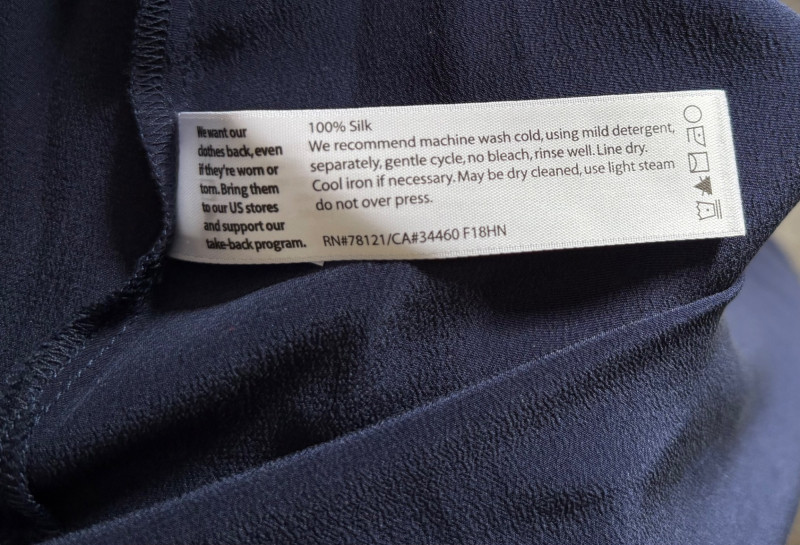 We want our
clothes back, even
if they're worn or
torn. Bring them
to our US stores
and support our
take-back program.
100% Silk
We recommend machine wash cold, using mild detergent,
separately, gentle cycle, no bleach, rinse well. Line dry.
Cool iron if necessary. May be dry cleaned, use light steam
do not over press.
RN#78121/CA#34460 F18HN